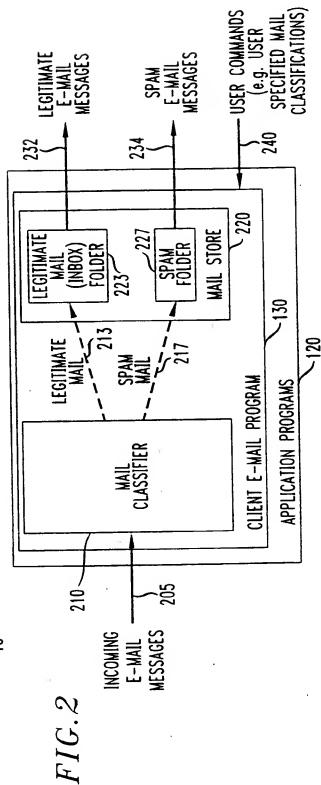 FIG. 2
INCOMING
E-MAIL
MESSAGES
205
210
MAIL
CLASSIFIER
LEGITIMATE
MAIL
213
SPAM
MAIL
217
LEGITIMATE
MAIL
(INBOX)
FOLDER
223
227
SPAM
FOLDER
MAIL STORE
220
CLIENT E-MAIL PROGRAM
130
APPLICATION PROGRAMS
120
232
LEGITIMATE
E-MAIL
MESSAGES
234
SPAM
E-MAIL
MESSAGES
240
USER COMMANDS
(e.g. USER
SPECIFIED MAIL
CLASSIFICATIONS)